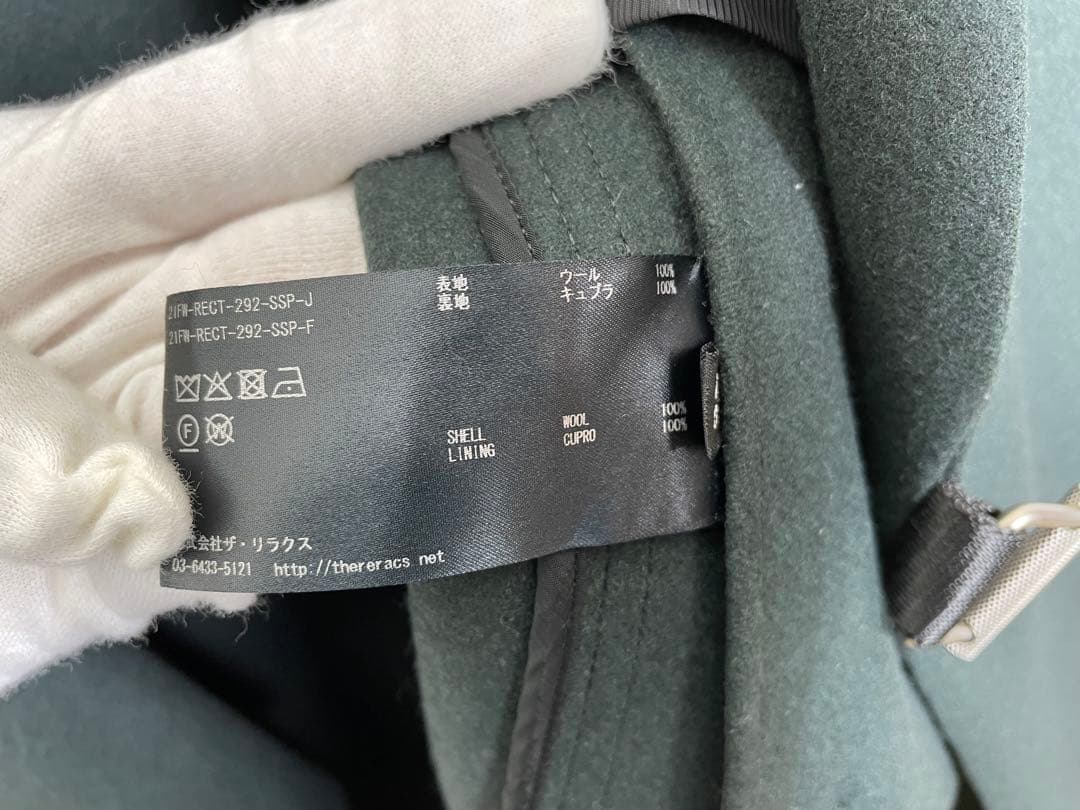 21FW-RECT-292-SSP-J
21FW-RECT-292-SSP-F
表地 ウール 100%
裏地 キュプラ 100%
F W
SHELL WOOL 100%
LINING CUPRO 100%
式会社ザ・リラクス
03-6433-5121 http://thereracs.net